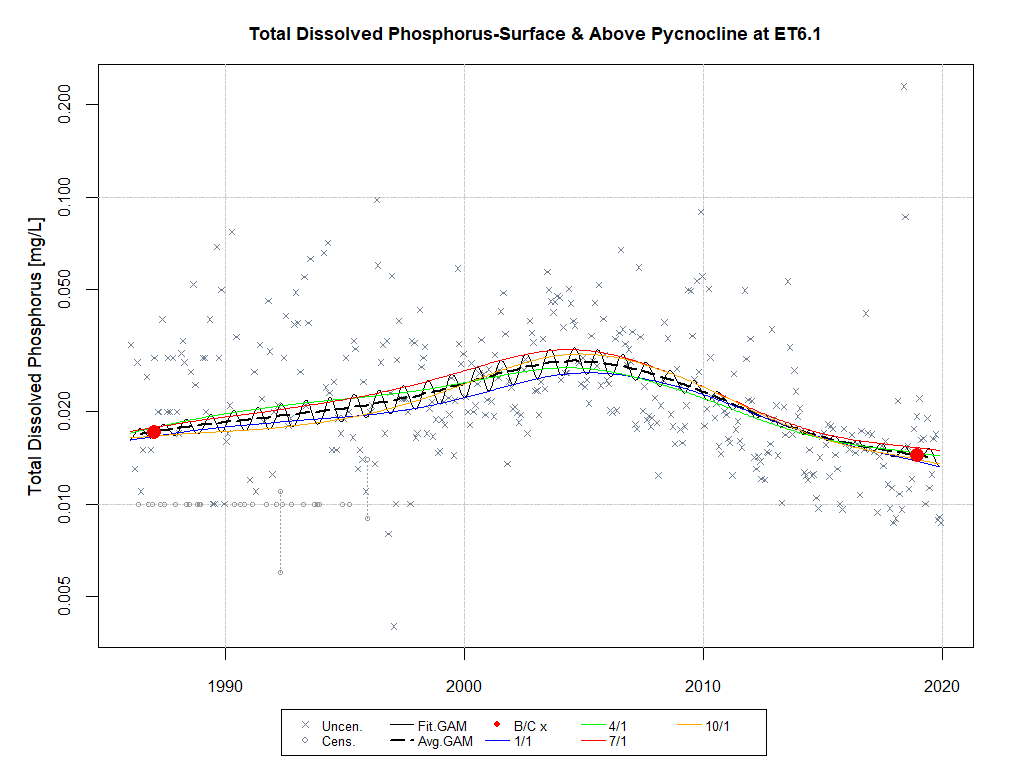 Total Dissolved Phosphorus-Surface & Above Pycnocline at ET6.1
Total Dissolved Phosphorus [mg/L]
0.200
0.100
0.050
0.020
0.010
0.005
1990 2000 2010 2020
Uncen. Fit.GAM B/C x 4/1 10/1
Cens. Avg.GAM 1/1 7/1